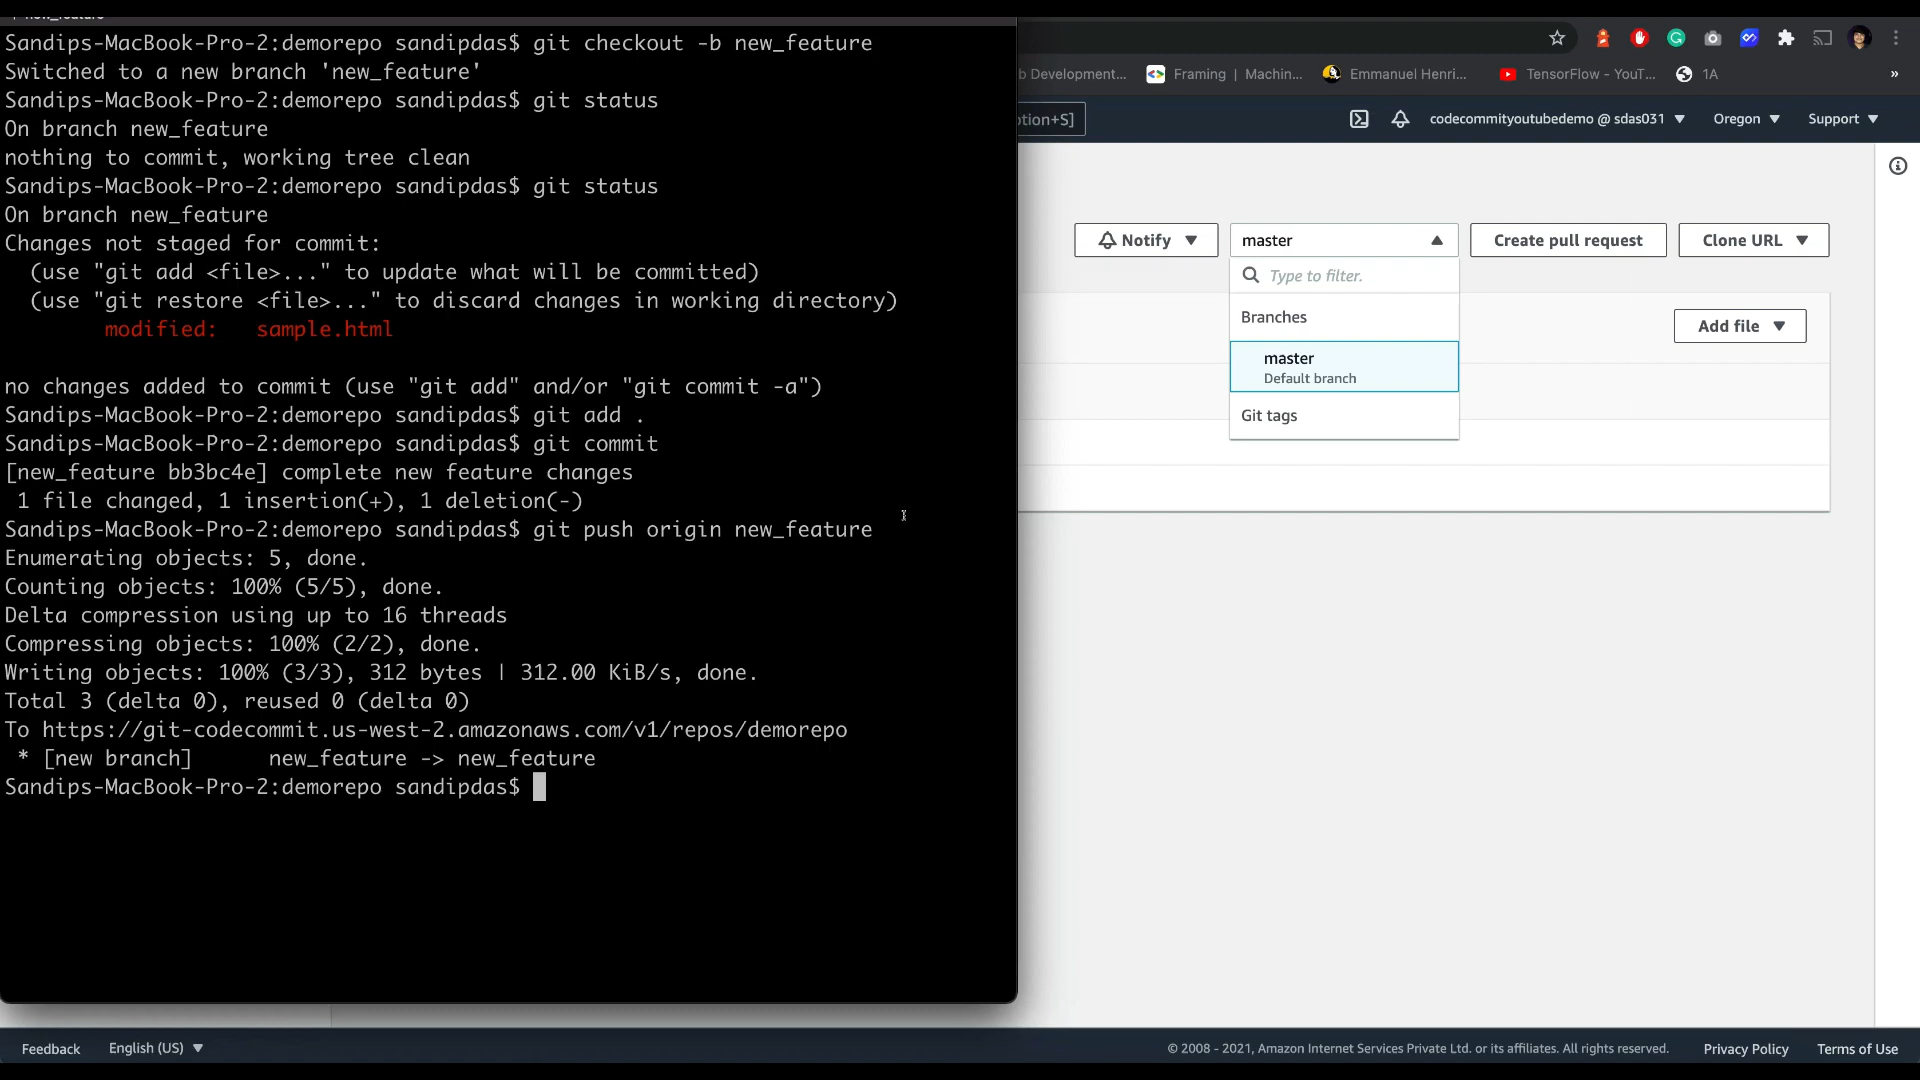 Sandips-MacBook-Pro-2:demorepo sandipdas$ git checkout -b new_feature
Switched to a new branch 'new_feature'
Sandips-MacBook-Pro-2:demorepo sandipdas$ git status
On branch new_feature
nothing to commit, working tree clean
Sandips-MacBook-Pro-2:demorepo sandipdas$ git status
On branch new_feature
Changes not staged for commit:
(use "git add <file>..." to update what will be committed)
(use "git restore <file>..." to discard changes in working directory)
modified: sample.html
no changes added to commit (use "git add" and/or "git commit -a")
Sandips-MacBook-Pro-2:demorepo sandipdas$ git add .
Sandips-MacBook-Pro-2:demorepo sandipdas$ git commit
[new_feature bb3bc4e] complete new feature changes
1 file changed, 1 insertion(+), 1 deletion(-)
Sandips-MacBook-Pro-2:demorepo sandipdas$ git push origin new_feature
Enumerating objects: 5, done.
Counting objects: 100% (5/5), done.
Delta compression using up to 16 threads
Compressing objects: 100% (2/2), done.
Writing objects: 100% (3/3), 312 bytes | 312.00 KiB/s, done.
Total 3 (delta 0), reused 0 (delta 0)
To https://git-codecommit.us-west-2.amazonaws.com/v1/repos/demorepo
* [new branch] new_feature -> new_feature
Sandips-MacBook-Pro-2:demorepo sandipdas$
b Development... Framing | Machin... Emmanuel Henri... TensorFlow - YouT... 1A »
otion+S] codecommityoutubedemo @ sdas031 Oregon Support
Notify master Create pull request Clone URL
Type to filter.
Branches
Add file
master
Default branch
Git tags
Feedback English (US) © 2008 - 2021, Amazon Internet Services Private Ltd. or its affiliates. All rights reserved. Privacy Policy Terms of Use